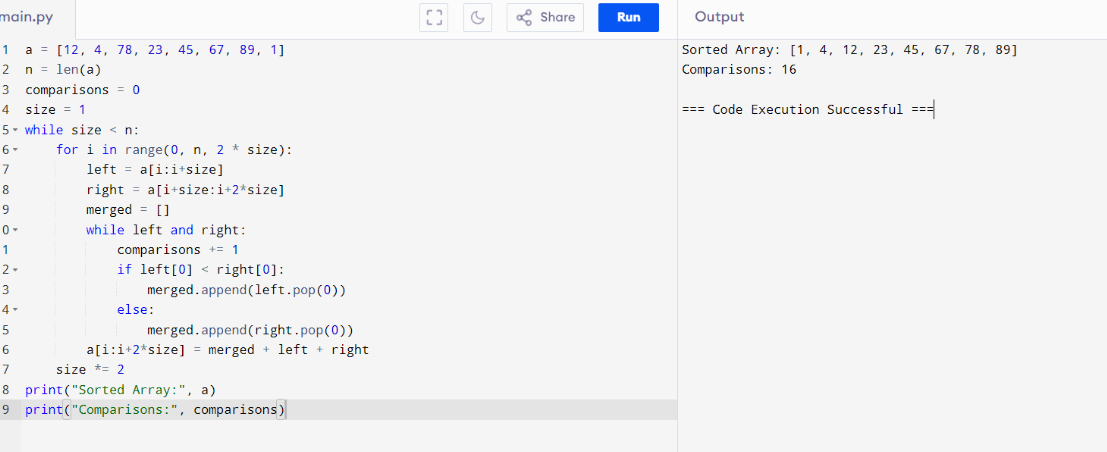 main.py
Share
Run
Output
1 a = [12, 4, 78, 23, 45, 67, 89, 1]
2 n = len(a)
3 comparisons = 0
4 size = 1
5 while size < n:
6     for i in range(0, n, 2 * size):
7         left = a[i:i+size]
8         right = a[i+size:i+2*size]
9         merged = []
0         while left and right:
1             comparisons += 1
2             if left[0] < right[0]:
3                 merged.append(left.pop(0))
4             else:
5                 merged.append(right.pop(0))
6         a[i:i+2*size] = merged + left + right
7     size *= 2
8 print("Sorted Array:", a)
9 print("Comparisons:", comparisons)
Sorted Array: [1, 4, 12, 23, 45, 67, 78, 89]
Comparisons: 16
=== Code Execution Successful ===